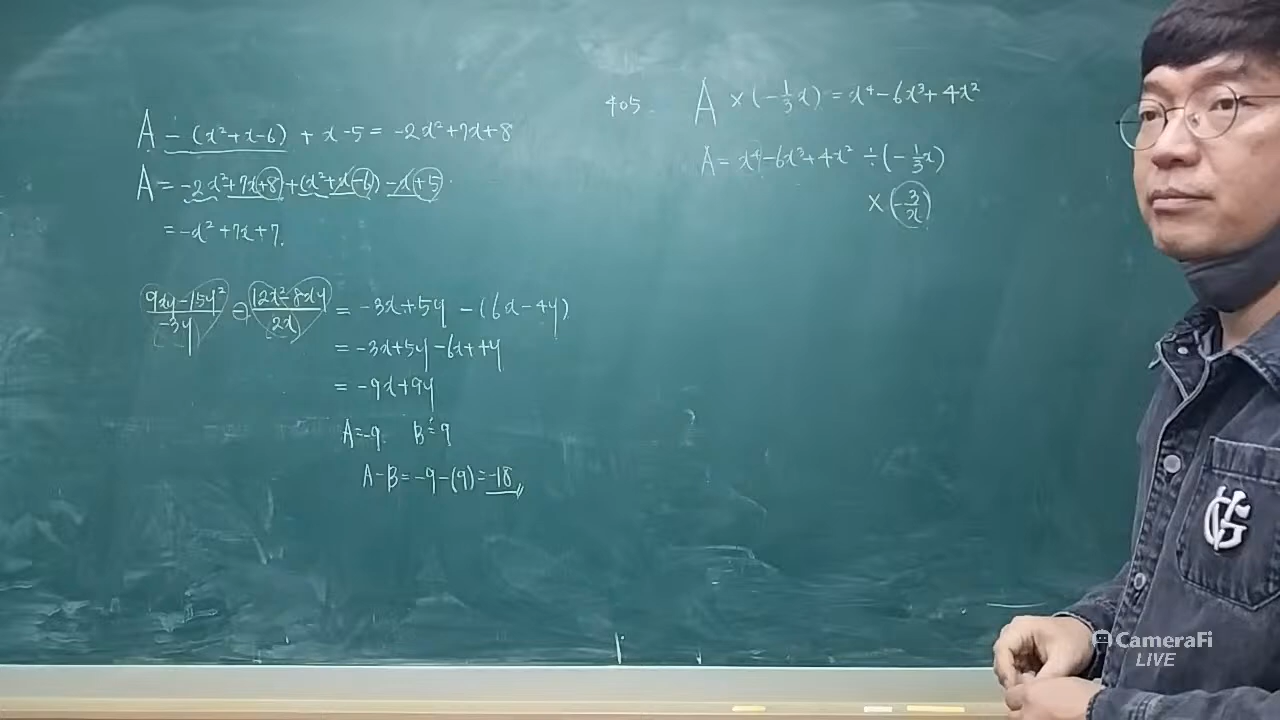 A - (x²+x-6) + x-5 = -2x²+7x+8
A = -2x²+7x+8+(x²+x-6)-x+5
= -x²+7x+7.
(9xy-15y²)/(-3y) - (12x²-8xy)/(2x) = -3x+5y -(6x-4y)
= -3x+5y-6x+4y
= -9x+9y
A=-9. B=9
A-B=-9-(9)=-18
405. A ×(-1/3x) = x⁴-6x³+4x²
A= x⁴-6x³+4x² ÷(-1/3x)
×(-3/x)
CameraFi
LIVE